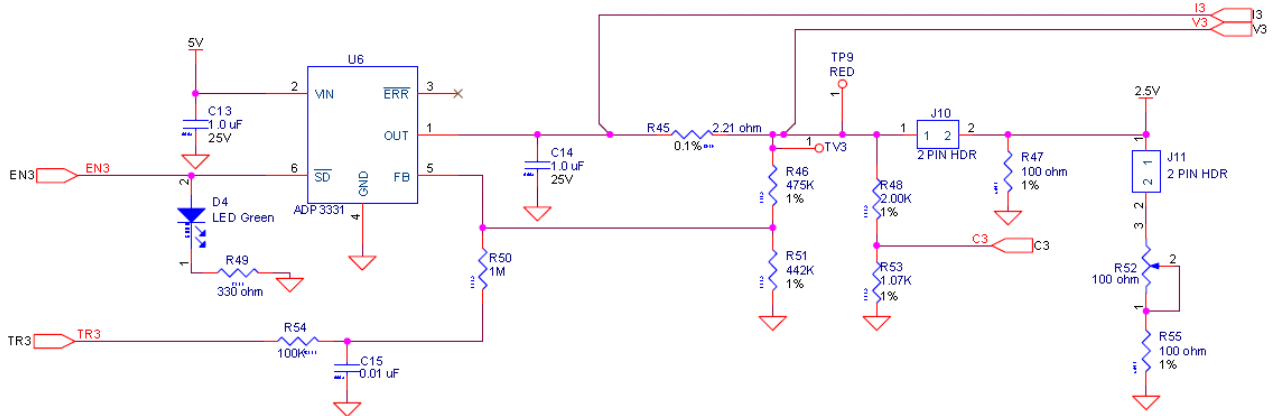 I3
I3
V3
V3
5V
U6
TP9
RED
1
2
VIN
ERR
3
C13
1.0 uF
25V
OUT
1
R45
2.21 ohm
0.1%
1
TV3
J10
1
1 2
2
2 PIN HDR
2.5V
1
C14
1.0 uF
25V
R46
475K
1%
R48
2.00K
1%
R47
100 ohm
1%
J11
2 1
2 PIN HDR
2
EN3
EN3
2
6
SD
GND
FB
5
ADP3331
4
D4
LED Green
1
R49
330 ohm
R50
1M
R51
442K
1%
C3
C3
R53
1.07K
1%
3
R52
100 ohm
2
1
TR3
TR3
R54
100K
C15
0.01 uF
R55
100 ohm
1%